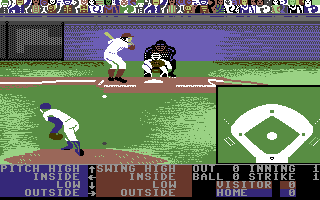 PITCH HIGH ↑ SWING HIGH OUT 0 INNING 1
INSIDE ← INSIDE BALL 0 STRIKE 1
LOW ↓ LOW VISITOR 0
OUTSIDE → OUTSIDE HOME 0